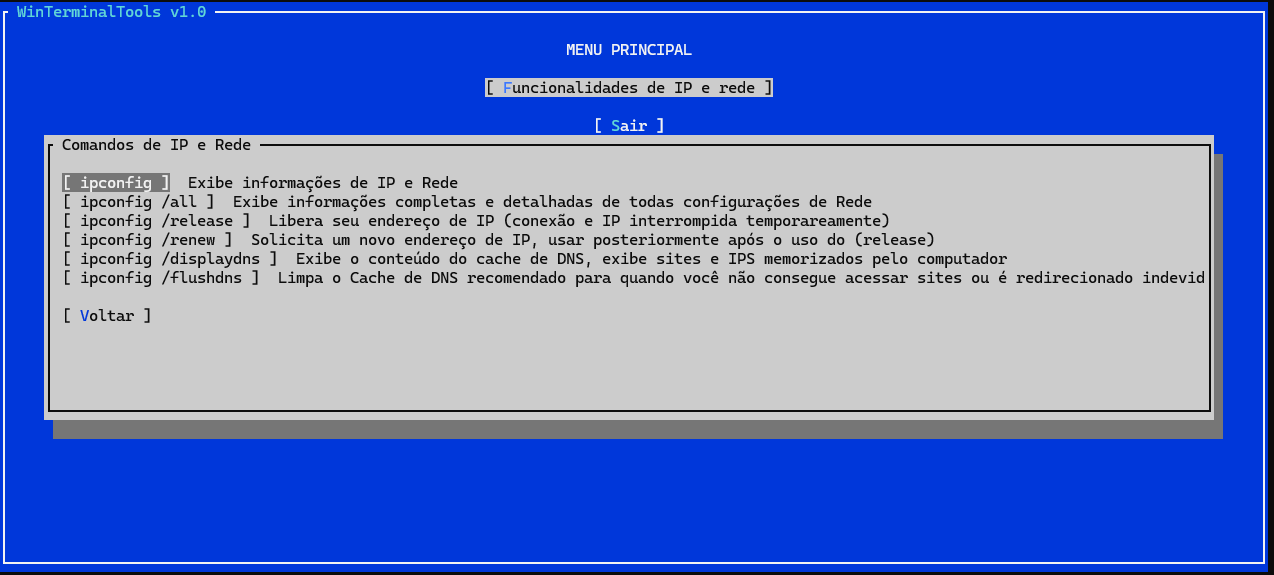 WinTerminalTools v1.0
MENU PRINCIPAL
[ Funcionalidades de IP e rede ]
[ Sair ]
Comandos de IP e Rede
[ ipconfig ]  Exibe informações de IP e Rede
[ ipconfig /all ]  Exibe informações completas e detalhadas de todas configurações de Rede
[ ipconfig /release ]  Libera seu endereço de IP (conexão e IP interrompida temporareamente)
[ ipconfig /renew ]  Solicita um novo endereço de IP, usar posteriormente após o uso do (release)
[ ipconfig /displaydns ]  Exibe o conteúdo do cache de DNS, exibe sites e IPS memorizados pelo computador
[ ipconfig /flushdns ]  Limpa o Cache de DNS recomendado para quando você não consegue acessar sites ou é redirecionado indevid
[ Voltar ]